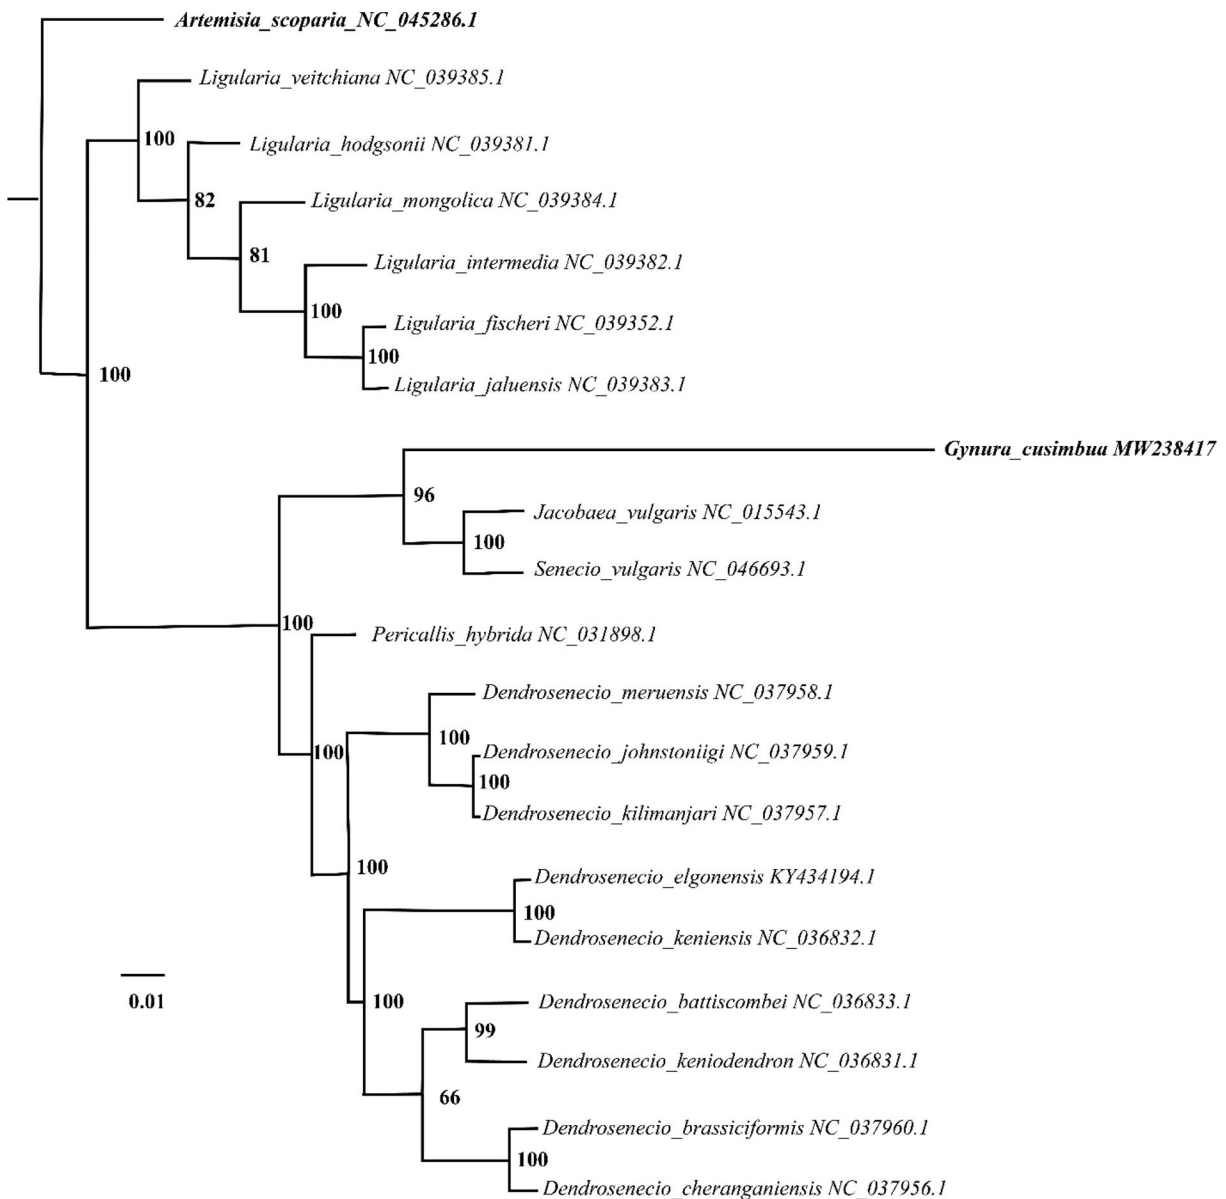 Artemisia_scoparia_NC_045286.1
Ligularia_veitchiana NC_039385.1
100
Ligularia_hodgsonii NC_039381.1
82
Ligularia_mongolica NC_039384.1
81
Ligularia_intermedia NC_039382.1
100
Ligularia_fischeri NC_039352.1
100
100
Ligularia_jaluensis NC_039383.1
Gynura_cusimbua MW238417
96
Jacobaea_vulgaris NC_015543.1
100
Senecio_vulgaris NC_046693.1
100
Pericallis_hybrida NC_031898.1
Dendrosenecio_meruensis NC_037958.1
100
100
Dendrosenecio_johnstoniigi NC_037959.1
100
Dendrosenecio_kilimanjari NC_037957.1
100
Dendrosenecio_elgonensis KY434194.1
100
Dendrosenecio_keniensis NC_036832.1
0.01
100
Dendrosenecio_battiscombei NC_036833.1
99
Dendrosenecio_keniodendron NC_036831.1
66
Dendrosenecio_brassiciformis NC_037960.1
100
Dendrosenecio_cheranganiensis NC_037956.1